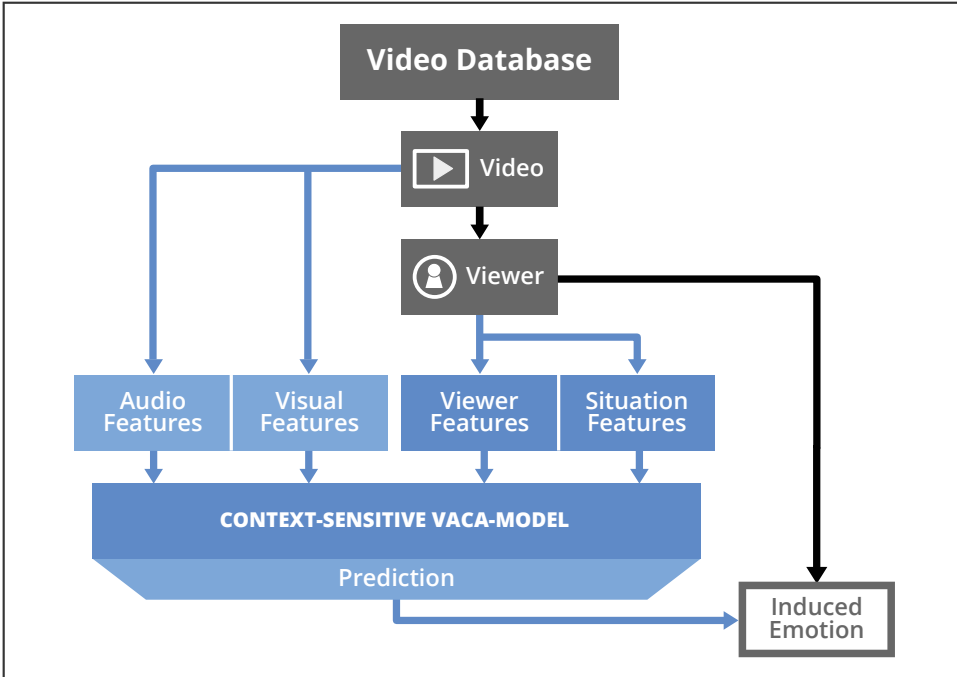 Video Database
Video
Viewer
Audio
Features
Visual
Features
Viewer
Features
Situation
Features
CONTEXT-SENSITIVE VACA-MODEL
Prediction
Induced
Emotion